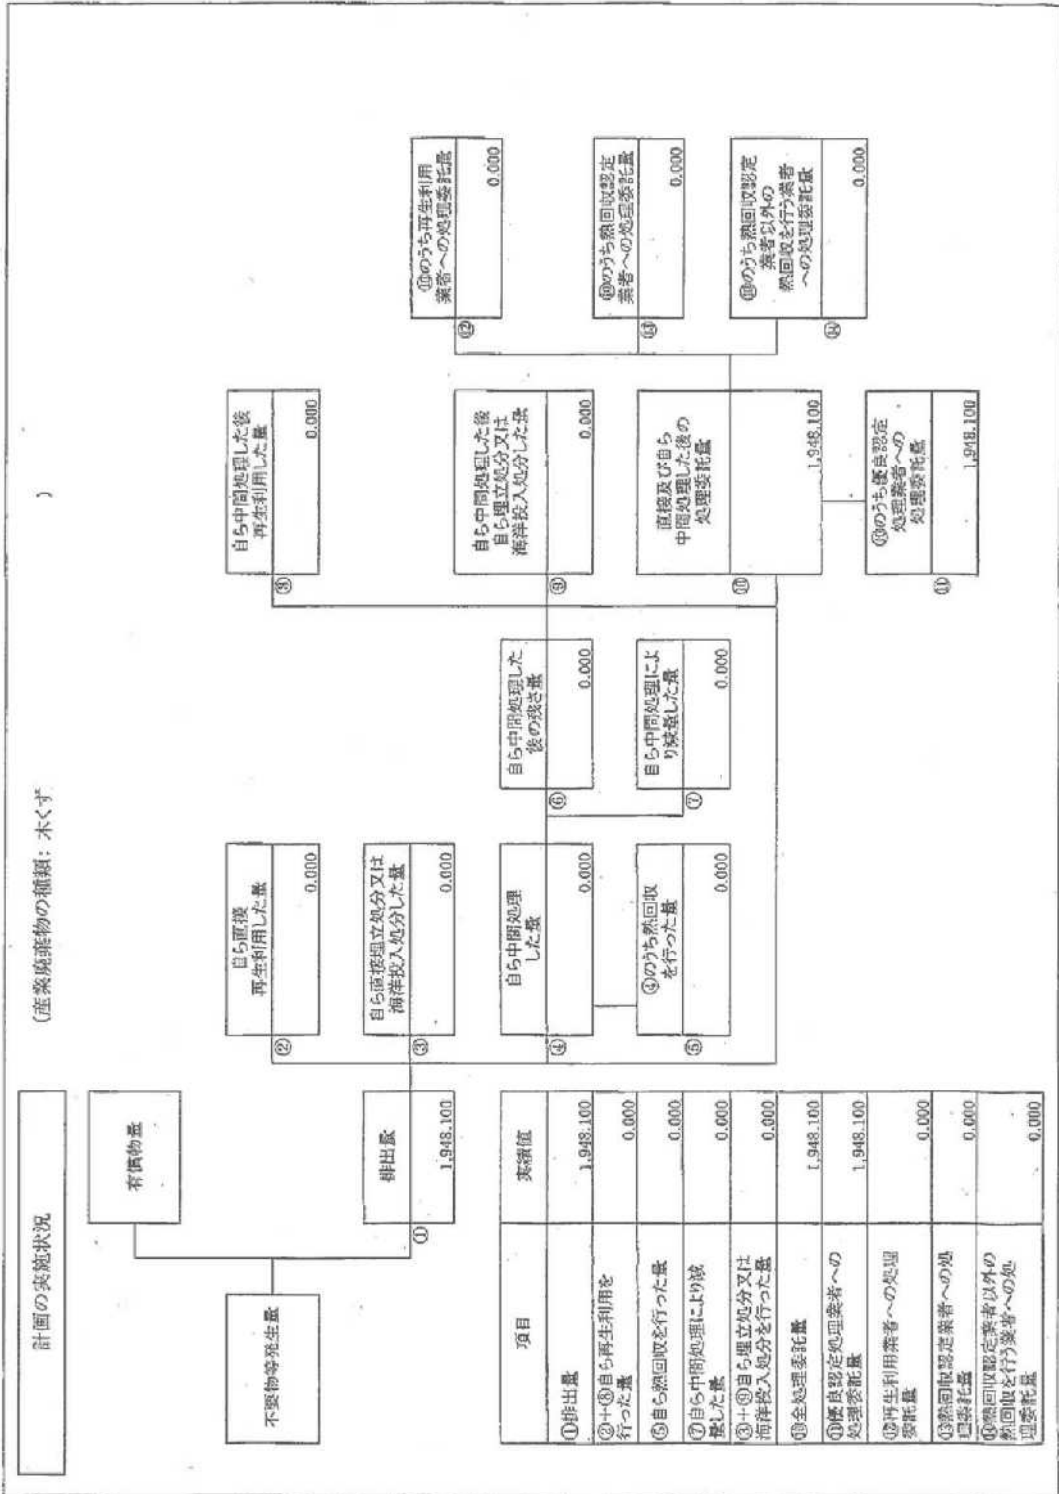 計画の実施状況
(産業廃棄物の種類: 木くず )
不要物等発生量
有償物量
排出量
①
1,948.100
自ら直接
再生利用した量
②
0.000
自ら直接埋立処分又は
海洋投入処分した量
③
0.000
自ら中間処理
した量
④
0.000
④のうち熱回収
を行った量
⑤
0.000
自ら中間処理した
後の残さ量
⑥
0.000
自ら中間処理によ
り減量した量
⑦
0.000
自ら中間処理した後
再生利用した量
⑧
0.000
自ら中間処理した後
自ら埋立処分又は
海洋投入処分した量
⑨
0.000
直接及び自ら
中間処理した後の
処理委託量
⑩
1,948.100
⑩のうち優良認定
処理業者への
処理委託量
⑪
1,948.100
⑩のうち再生利用
業者への処理委託量
⑫
0.000
⑩のうち熱回収認定
業者への処理委託量
⑬
0.000
⑩のうち熱回収認定
業者以外の
熱回収を行う業者
への処理委託量
⑭
0.000
項目
実績値
①排出量
1,948.100
②+⑧自ら再生利用を
行った量
0.000
⑤自ら熱回収を行った量
0.000
⑦自ら中間処理により減
量した量
0.000
③+⑨自ら埋立処分又は
海洋投入処分を行った量
0.000
⑩全処理委託量
1,948.100
⑪優良認定処理業者への
処理委託量
1,948.100
⑫再生利用業者への処理
委託量
0.000
⑬熱回収認定業者への処
理委託量
0.000
⑭熱回収認定業者以外の
熱回収を行う業者への処
理委託量
0.000